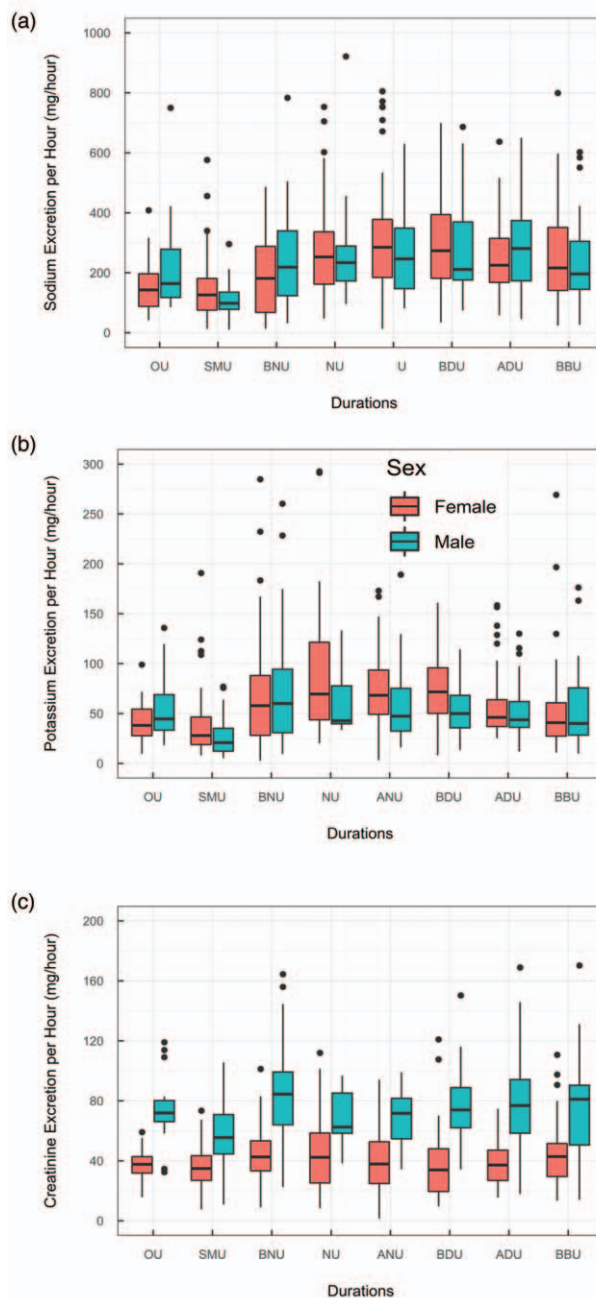 (a)
Sodium Excretion per Hour (mg/hour)
1000
800
600
400
200
0
OU SMU BNU NU U BDU ADU BBU
Durations
(b)
Potassium Excretion per Hour (mg/hour)
300
250
200
150
100
50
0
Sex
Female
Male
OU SMU BNU NU ANU BDU ADU BBU
Durations
(c)
Creatinine Excretion per Hour (mg/hour)
200
160
120
80
40
0
OU SMU BNU NU ANU BDU ADU BBU
Durations